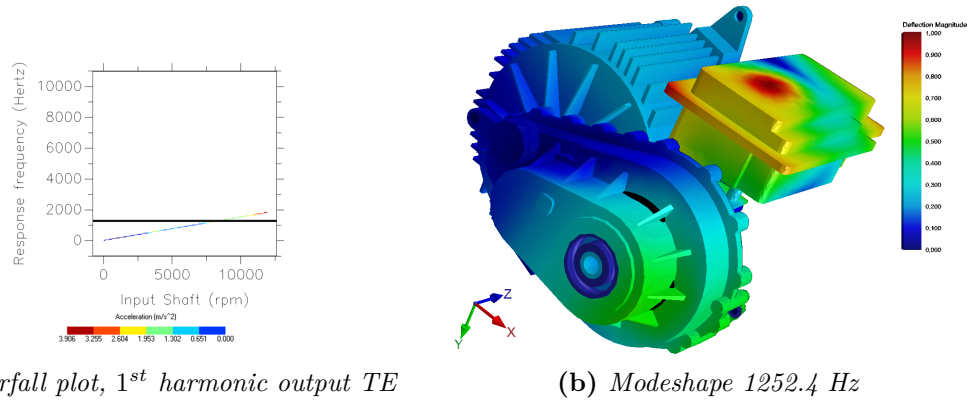 Response frequency (Hertz)
10000
8000
6000
4000
2000
0
0 5000 10000
Input Shaft (rpm)
Acceleration [m/s^2]
3.906 3.255 2.604 1.953 1.302 0.651 0.000
Deflection Magnitude
1,000
0,900
0,800
0,700
0,600
0,500
0,400
0,300
0,200
0,100
0,000
Z
X
Y
rfall plot, 1st harmonic output TE
(b) Modeshape 1252.4 Hz